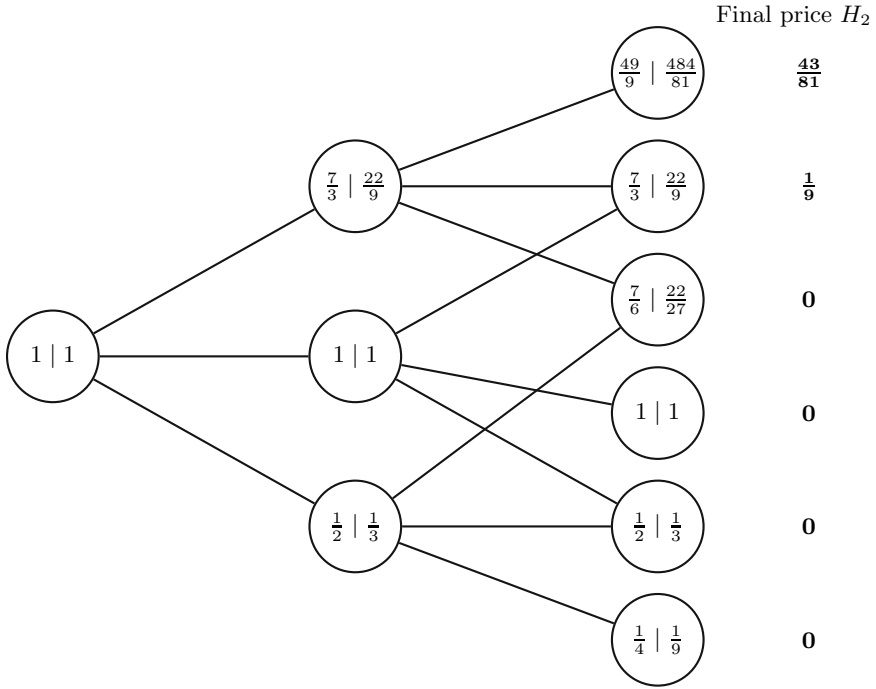 Final price H₂
49/9 | 484/81 43/81
7/3 | 22/9 7/3 | 22/9 1/9
7/6 | 22/27 0
1 | 1 1 | 1
1 | 1 0
1/2 | 1/3 1/2 | 1/3 0
1/4 | 1/9 0